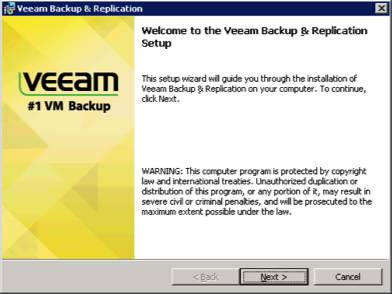 Veeam Backup & Replication
Welcome to the Veeam Backup & Replication
Setup
veeam
#1 VM Backup
This setup wizard will guide you through the installation of
Veeam Backup & Replication on your computer. To continue,
click Next.
WARNING: This computer program is protected by copyright
law and international treaties. Unauthorized duplication or
distribution of this program, or any portion of it, may result in
severe civil or criminal penalties, and will be prosecuted to the
maximum extent possible under the law.
< Back
Next >
Cancel